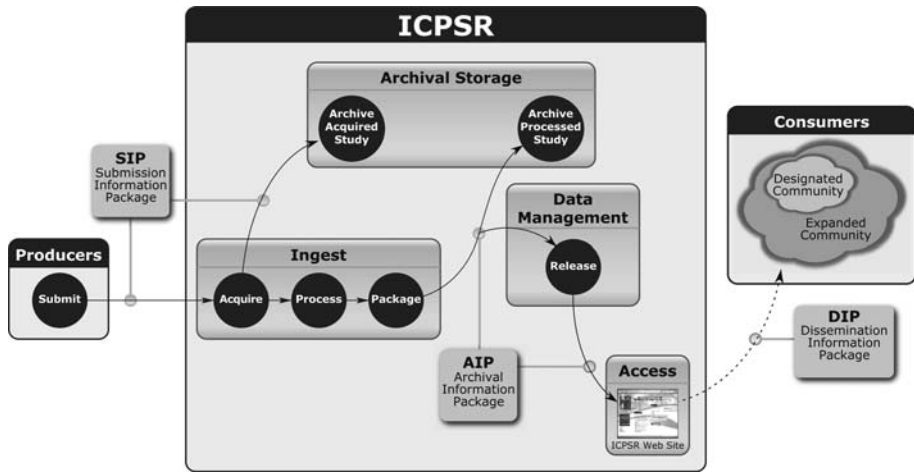 ICPSR
Archival Storage
Archive
Acquired
Study
Archive
Processed
Study
SIP
Submission
Information
Package
Producers
Submit
Ingest
Acquire
Process
Package
Data
Management
Release
AIP
Archival
Information
Package
Access
ICPSR Web Site
Consumers
Designated
Community
Expanded
Community
DIP
Dissemination
Information
Package